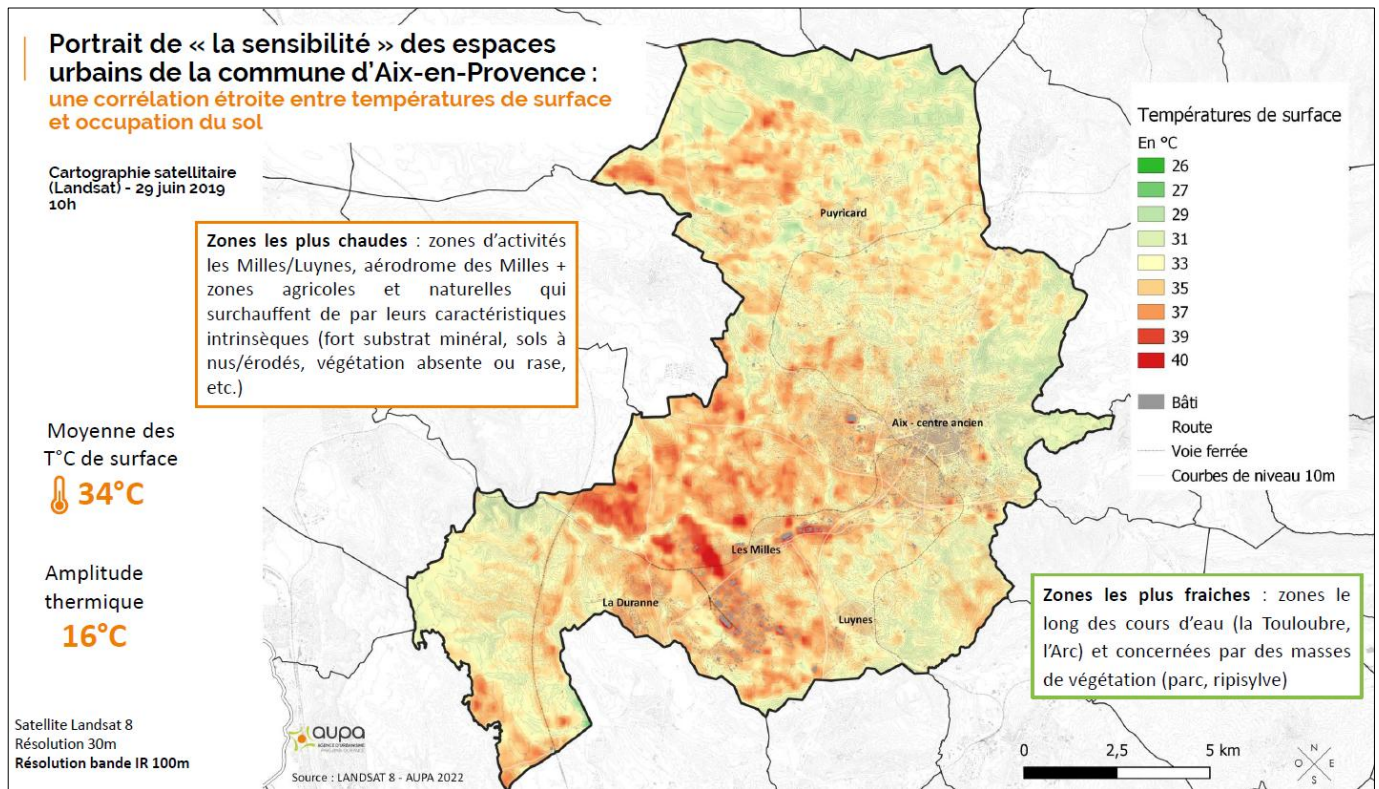 Portrait de « la sensibilité » des espaces
urbains de la commune d'Aix-en-Provence :
une corrélation étroite entre températures de surface
et occupation du sol
Cartographie satellitaire
(Landsat) - 29 juin 2019
10h
Zones les plus chaudes : zones d'activités
les Milles/Luynes, aérodrome des Milles +
zones agricoles et naturelles qui
surchauffent de par leurs caractéristiques
intrinsèques (fort substrat minéral, sols à
nus/érodés, végétation absente ou rase,
etc.)
Moyenne des
T°C de surface
34°C
Amplitude
thermique
16°C
Satellite Landsat 8
Résolution 30m
Résolution bande IR 100m
aupa
Source : LANDSAT 8 - AUPA 2022
Puyricard
Aix - centre ancien
Les Milles
La Duranne
Luynes
Températures de surface
En °C
26
27
29
31
33
35
37
39
40
Bâti
Route
Voie ferrée
Courbes de niveau 10m
Zones les plus fraiches : zones le
long des cours d'eau (la Touloubre,
l'Arc) et concernées par des masses
de végétation (parc, ripisylve)
0 2,5 5 km
N
O E
S